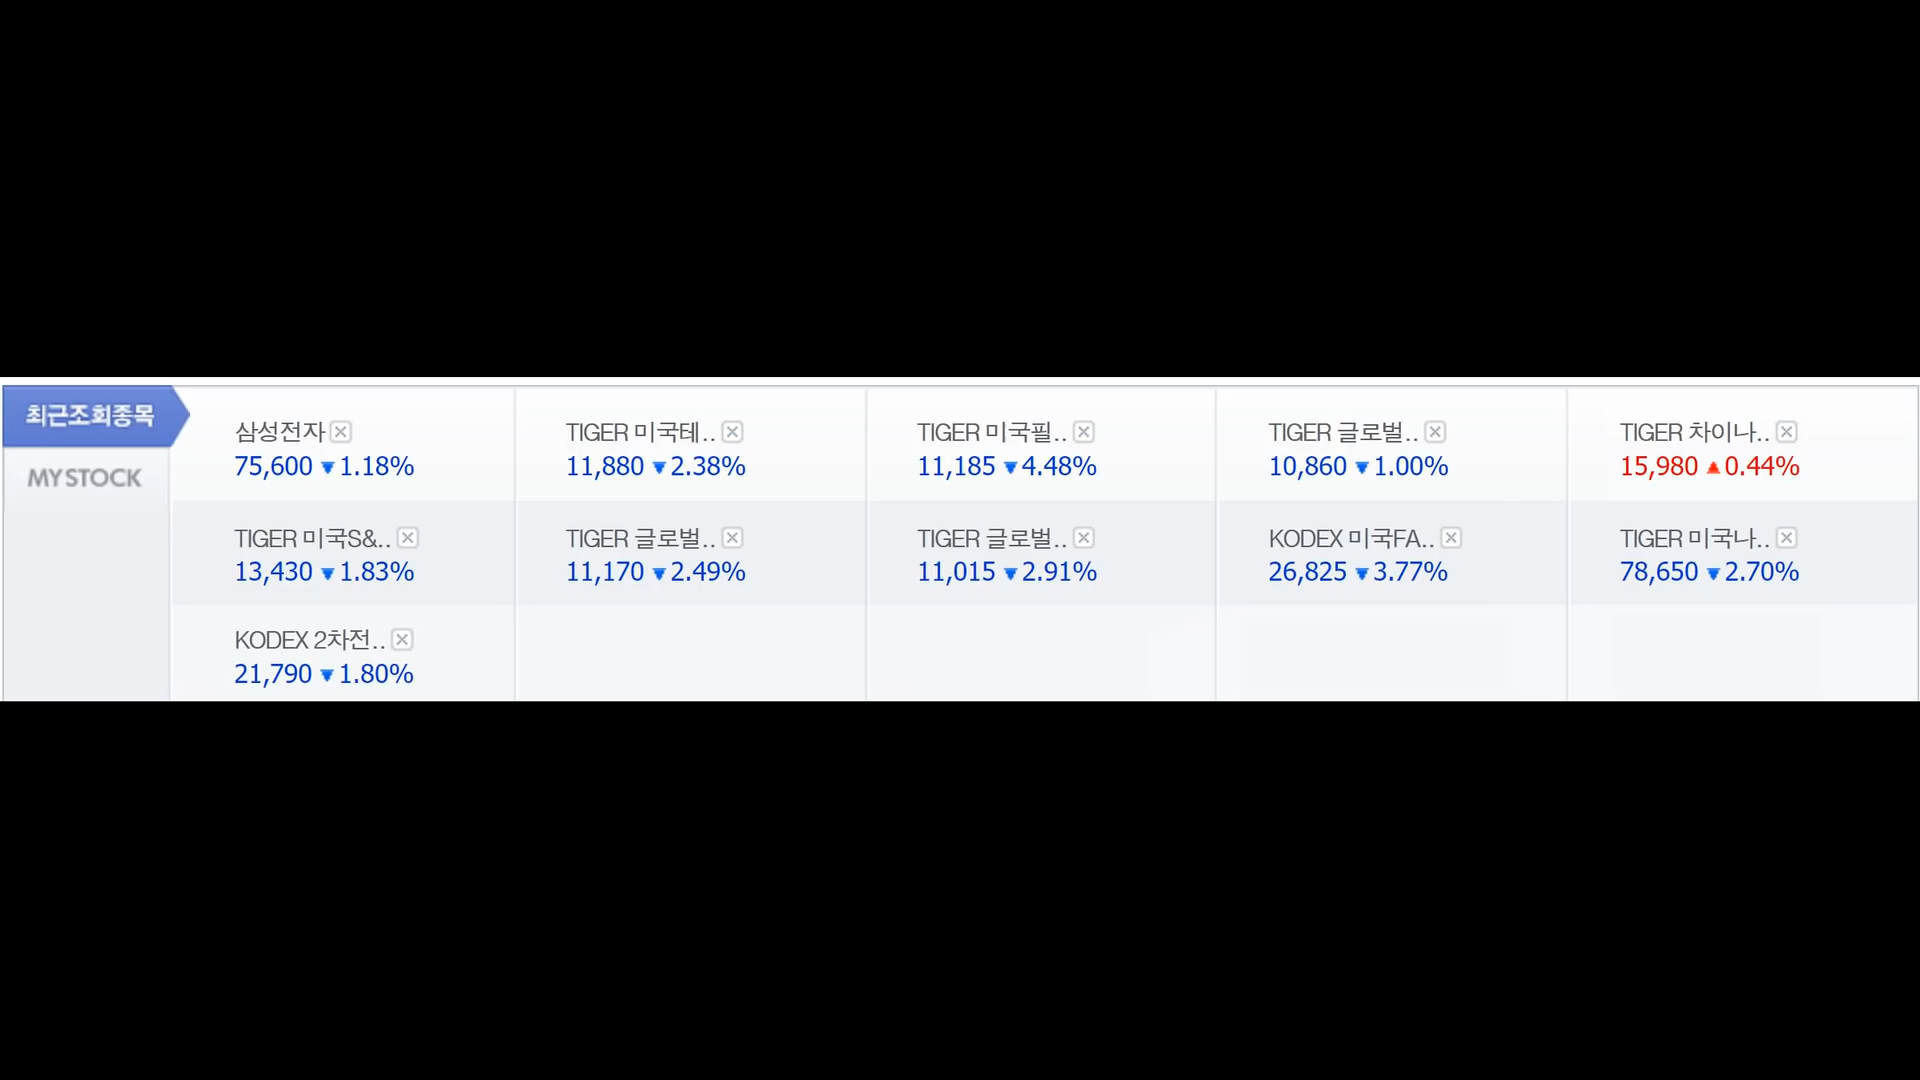 최근조회종목
MY STOCK
삼성전자
75,600 ▼1.18%
TIGER 미국테..
11,880 ▼2.38%
TIGER 미국필..
11,185 ▼4.48%
TIGER 글로벌..
10,860 ▼1.00%
TIGER 차이나..
15,980 ▲0.44%
TIGER 미국S&..
13,430 ▼1.83%
TIGER 글로벌..
11,170 ▼2.49%
TIGER 글로벌..
11,015 ▼2.91%
KODEX 미국FA..
26,825 ▼3.77%
TIGER 미국나..
78,650 ▼2.70%
KODEX 2차전..
21,790 ▼1.80%